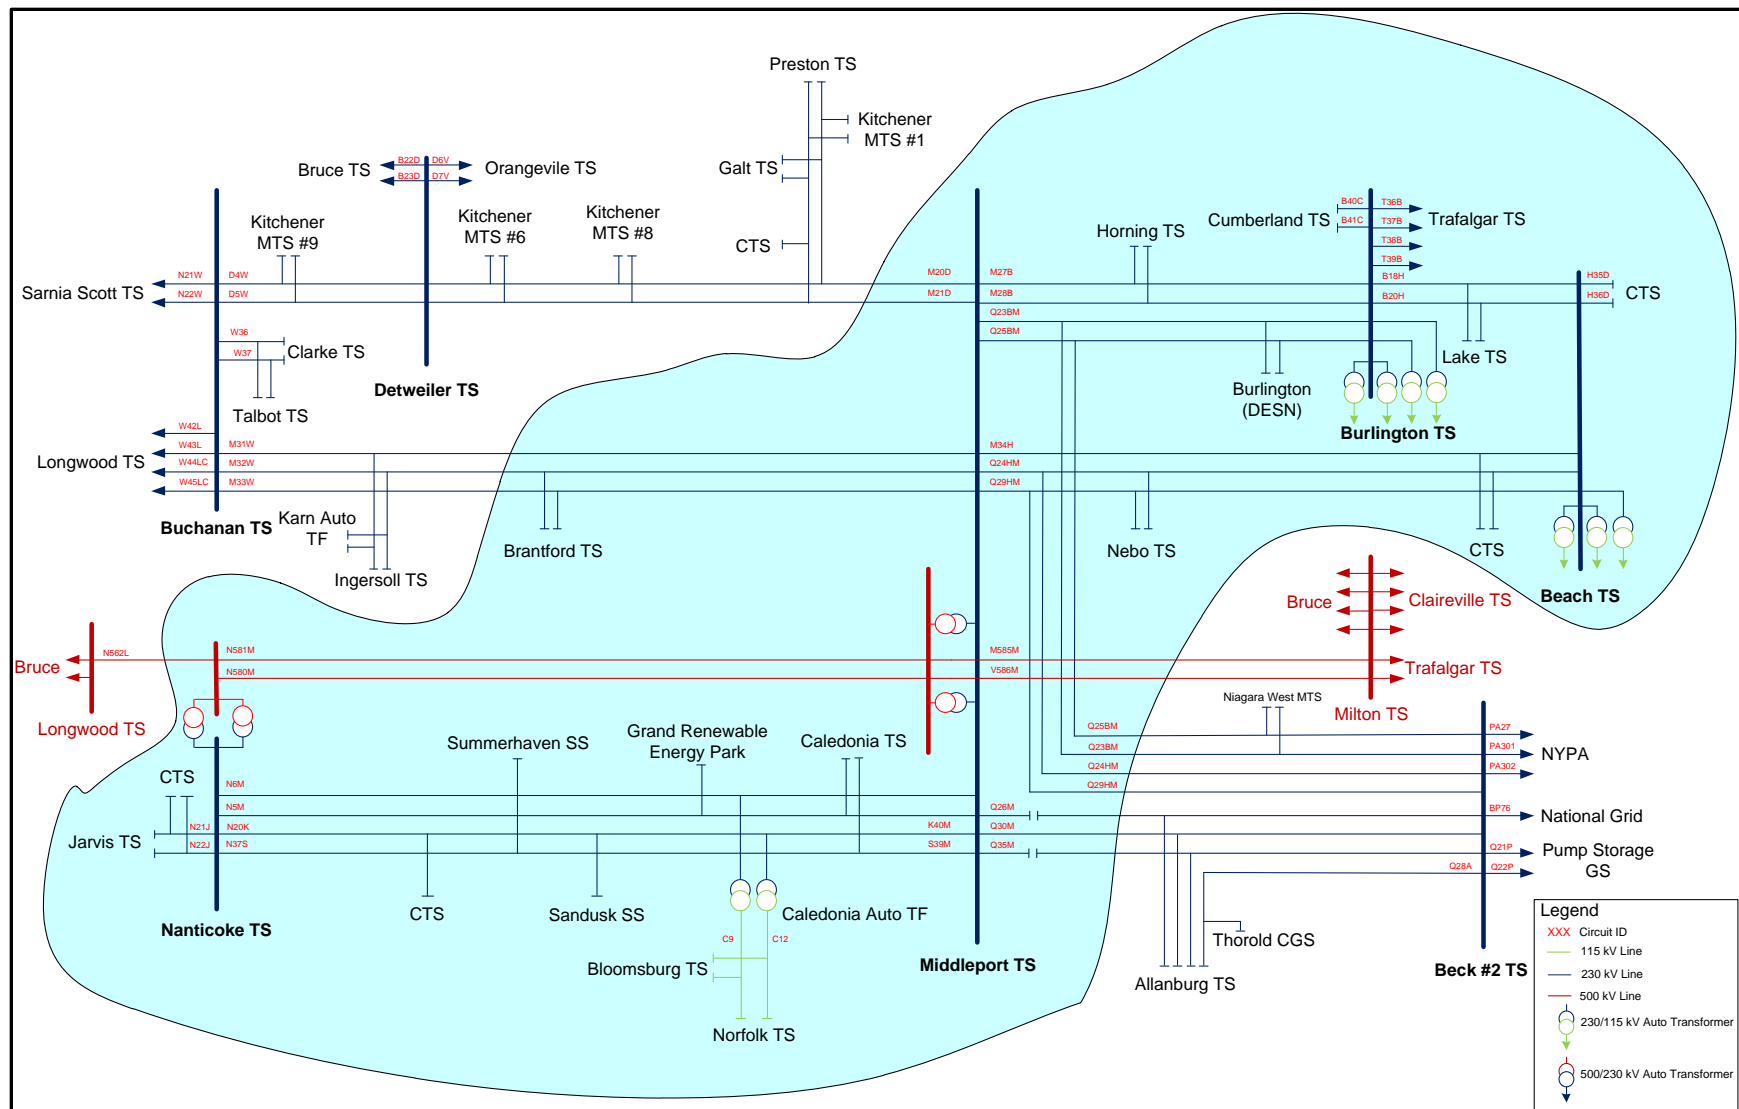 Preston TS
Kitchener
MTS #1
Galt TS
CTS
Bruce TS
B22D
D6V
B23D
D7V
Orangevile TS
Kitchener
MTS #9
Kitchener
MTS #6
Kitchener
MTS #8
Sarnia Scott TS
N21W
D4W
N22W
D5W
W36
W37
Clarke TS
Talbot TS
Detweiler TS
Longwood TS
W42L
W43L
M31W
W44LC
M32W
W45LC
M33W
Buchanan TS
Karn Auto
TF
Ingersoll TS
Brantford TS
M20D
M27B
M21D
M28B
Q23BM
Q25BM
Horning TS
Cumberland TS
B40C
T36B
B41C
T37B
T38B
T39B
Trafalgar TS
B18H
B20H
H35D
H36D
CTS
Lake TS
Burlington
(DESN)
Burlington TS
M34H
Q24HM
Q29HM
Nebo TS
CTS
Beach TS
Bruce
Claireville TS
Trafalgar TS
Milton TS
Bruce
N562L
N581M
N580M
M585M
V586M
Longwood TS
Niagara West MTS
Q25BM
PA27
Q23BM
PA301
Q24HM
PA302
Q29HM
NYPA
Summerhaven SS
Grand Renewable
Energy Park
Caledonia TS
CTS
N6M
N5M
Q26M
BP76
National Grid
Jarvis TS
N21J
N20K
K40M
Q30M
N22J
N37S
S39M
Q35M
Q21P
Pump Storage
GS
Q28A
Q22P
CTS
Sandusk SS
Caledonia Auto TF
Nanticoke TS
C9
C12
Bloomsburg TS
Norfolk TS
Middleport TS
Thorold CGS
Allanburg TS
Beck #2 TS
Legend
XXX Circuit ID
115 kV Line
230 kV Line
500 kV Line
230/115 kV Auto Transformer
500/230 kV Auto Transformer